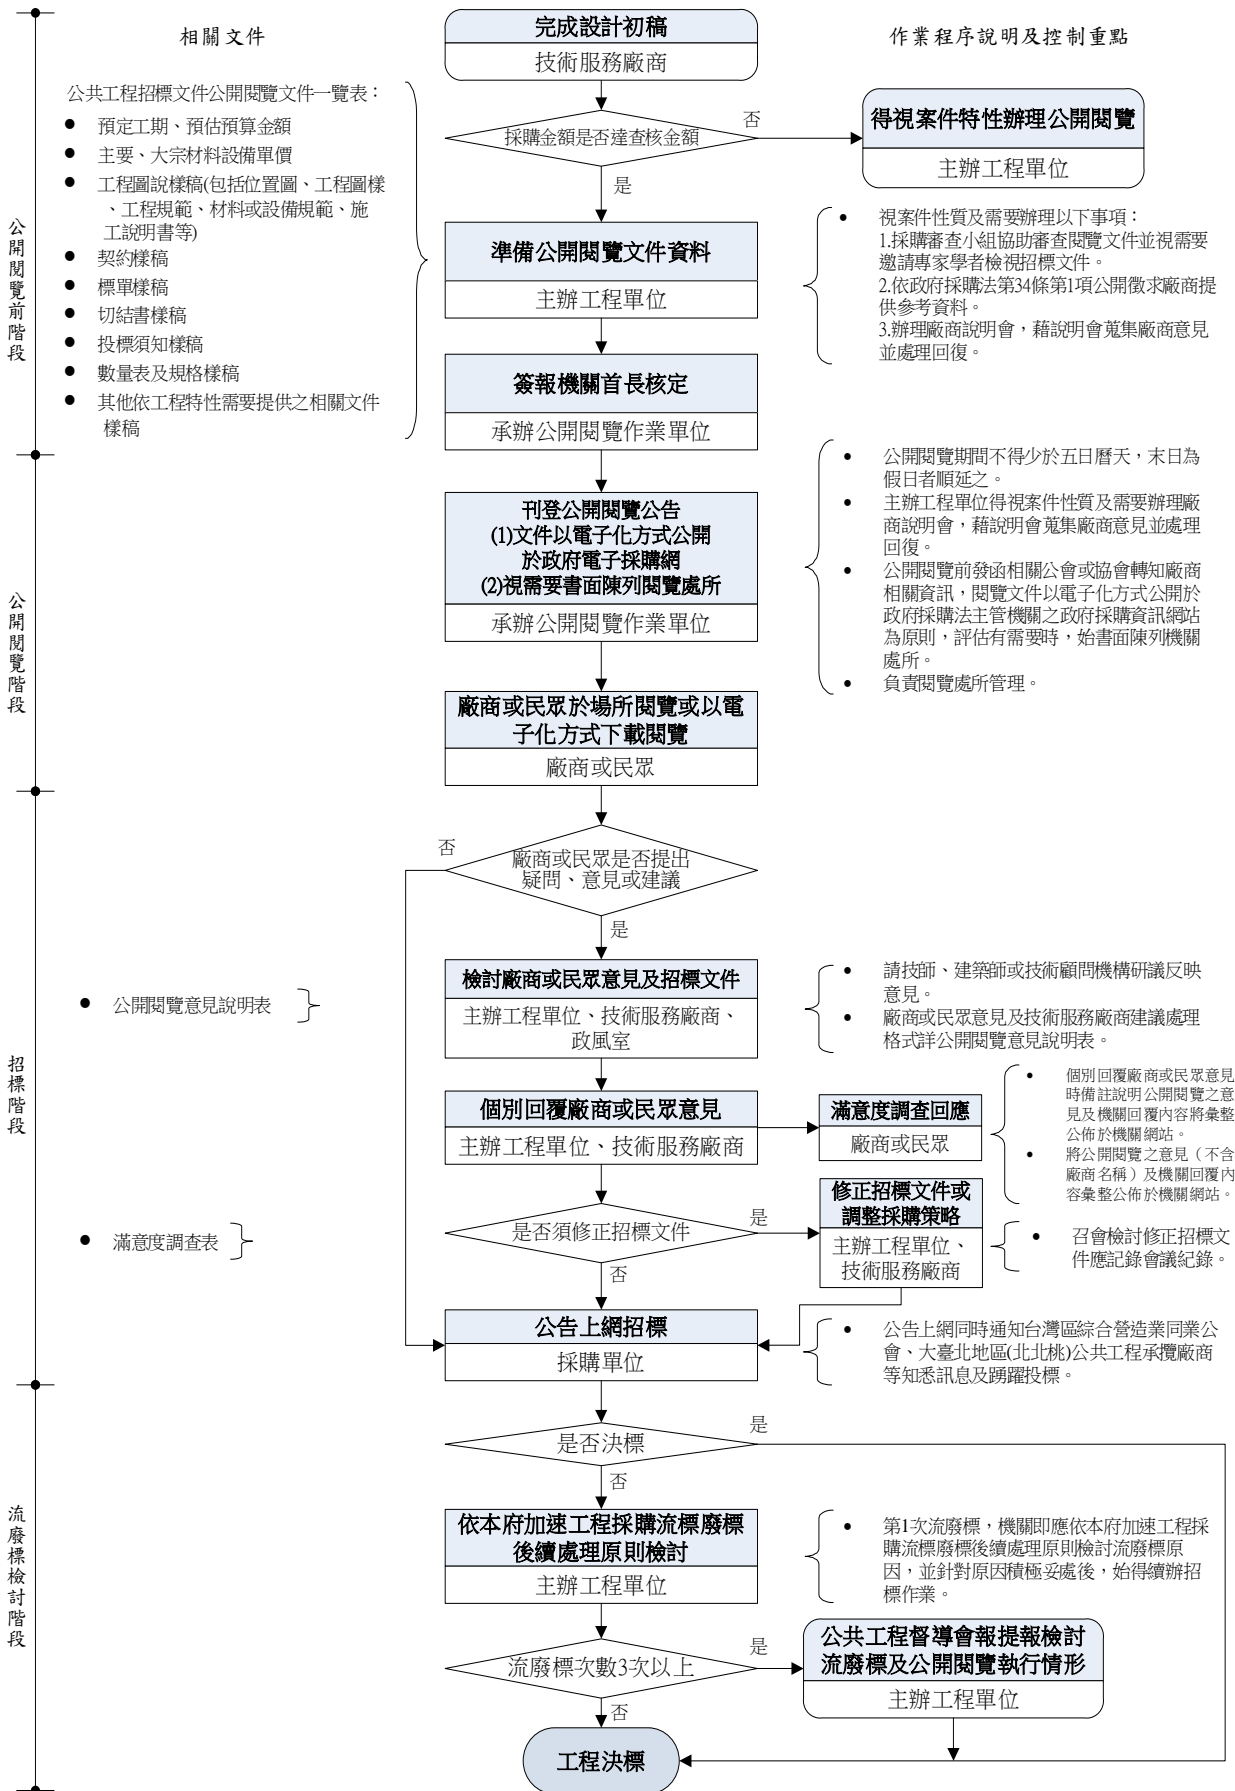 相關文件
完成設計初稿
技術服務廠商
作業程序說明及控制重點
公開閱覽前階段
公共工程招標文件公開閱覽文件一覽表：
● 預定工期、預估預算金額
● 主要、大宗材料設備單價
● 工程圖說樣稿(包括位置圖、工程圖樣
、工程規範、材料或設備規範、施
工說明書等)
● 契約樣稿
● 標單樣稿
● 切結書樣稿
● 投標須知樣稿
● 數量表及規格樣稿
● 其他依工程特性需要提供之相關文件
樣稿
採購金額是否達查核金額
否
是
得視案件特性辦理公開閱覽
主辦工程單位
準備公開閱覽文件資料
主辦工程單位
● 視案件性質及需要辦理以下事項：
1.採購審查小組協助審查閱覽文件並視需要
邀請專家學者檢視招標文件。
2.依政府採購法第34條第1項公開徵求廠商提
供參考資料。
3.辦理廠商說明會，藉說明會蒐集廠商意見
並處理回復。
簽報機關首長核定
承辦公開閱覽作業單位
公開閱覽階段
刊登公開閱覽公告
(1)文件以電子化方式公開
於政府電子採購網
(2)視需要書面陳列閱覽處所
承辦公開閱覽作業單位
● 公開閱覽期間不得少於五日曆天，末日為
假日者順延之。
● 主辦工程單位得視案件性質及需要辦理廠
商說明會，藉說明會蒐集廠商意見並處理
回復。
● 公開閱覽前發函相關公會或協會轉知廠商
相關資訊，閱覽文件以電子化方式公開於
政府採購法主管機關之政府採購資訊網站
為原則，評估有需要時，始書面陳列機關
處所。
● 負責閱覽處所管理。
廠商或民眾於場所閱覽或以電
子化方式下載閱覽
廠商或民眾
招標階段
廠商或民眾是否提出
疑問、意見或建議
否
是
● 公開閱覽意見說明表
檢討廠商或民眾意見及招標文件
主辦工程單位、技術服務廠商、
政風室
● 請技師、建築師或技術顧問機構研議反映
意見。
● 廠商或民眾意見及技術服務廠商建議處理
格式詳公開閱覽意見說明表。
個別回覆廠商或民眾意見
主辦工程單位、技術服務廠商
滿意度調查回應
廠商或民眾
● 個別回覆廠商或民眾意見
時備註說明公開閱覽之意
見及機關回覆內容將彙整
公佈於機關網站。
● 將公開閱覽之意見（不含
廠商名稱）及機關回覆內
容彙整公佈於機關網站。
● 滿意度調查表
是否須修正招標文件
是
否
修正招標文件或
調整採購策略
主辦工程單位、
技術服務廠商
● 召會檢討修正招標文
件應記錄會議紀錄。
公告上網招標
採購單位
● 公告上網同時通知台灣區綜合營造業同業公
會、大臺北地區(北北桃)公共工程承攬廠商
等知悉訊息及踴躍投標。
流廢標檢討階段
是否決標
是
否
依本府加速工程採購流標廢標
後續處理原則檢討
主辦工程單位
● 第1次流廢標，機關即應依本府加速工程採
購流標廢標後續處理原則檢討流廢標原
因，並針對原因積極妥處後，始得續辦招
標作業。
流廢標次數3次以上
是
否
公共工程督導會報提報檢討
流廢標及公開閱覽執行情形
主辦工程單位
工程決標